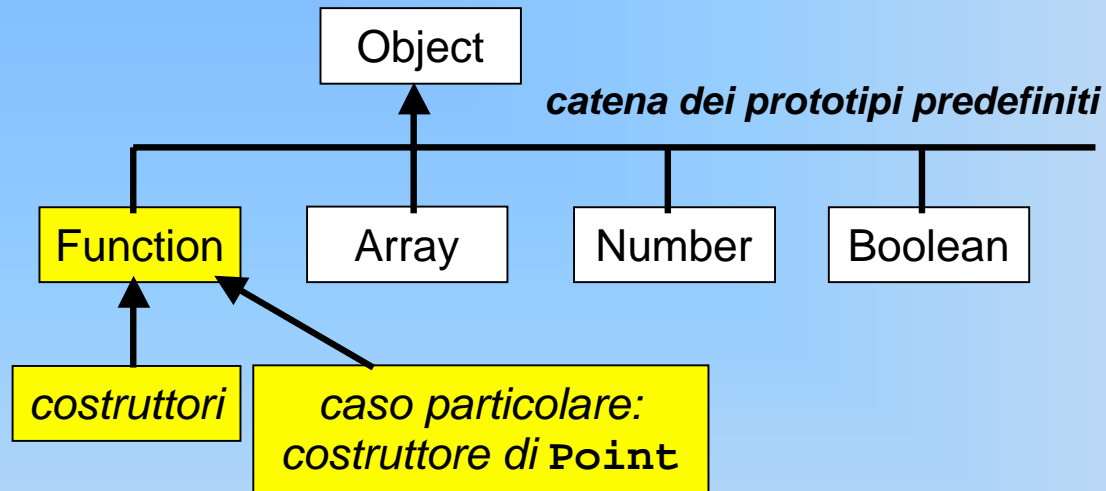 Object
catena dei prototipi predefiniti
Function
Array
Number
Boolean
costruttori
caso particolare:
costruttore di Point